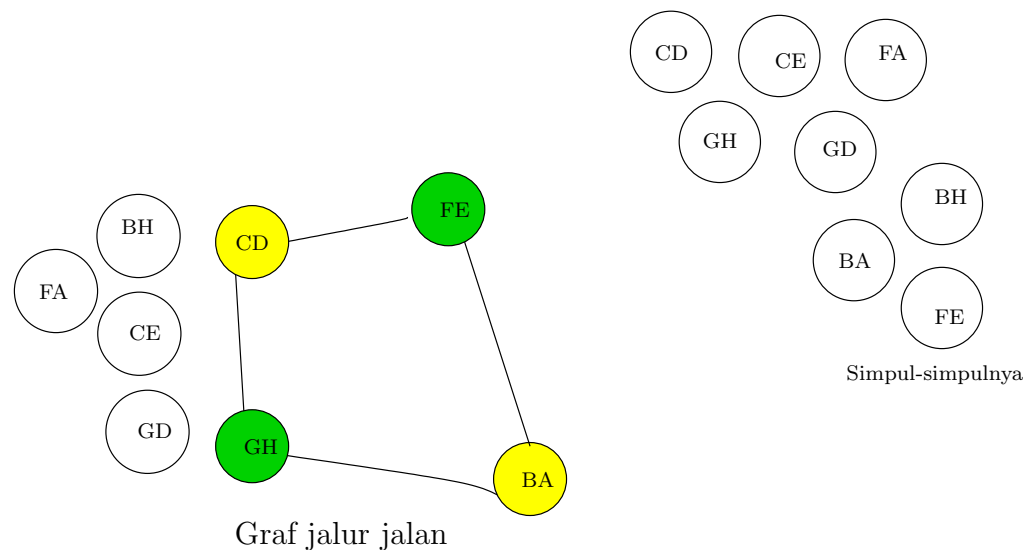 CD
CE
FA
GH
GD
BH
BA
FE
Simpul-simpulnya
BH
FA
CE
GD
CD
FE
GH
BA
Graf jalur jalan